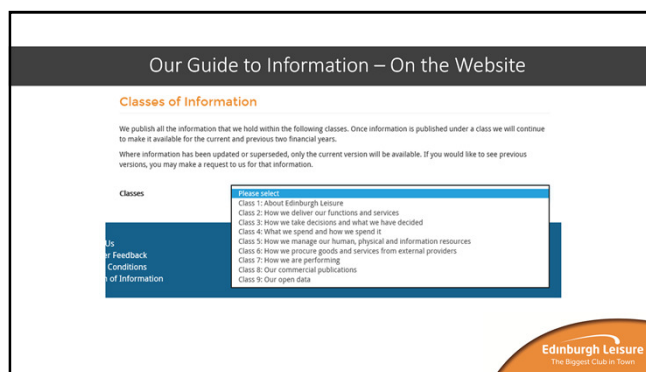 Our Guide to Information – On the Website
Classes of Information
We publish all the information that we hold within the following classes. Once information is published under a class we will continue
to make it available for the current and previous two financial years.
Where information has been updated or superseded, only the current version will be available. If you would like to see previous
versions, you may make a request to us for that information.
Classes
Please select
Class 1: About Edinburgh Leisure
Class 2: How we deliver our functions and services
Class 3: How we take decisions and what we have decided
Class 4: What we spend and how we spend it
Class 5: How we manage our human, physical and information resources
Class 6: How we procure goods and services from external providers
Class 7: How we are performing
Class 8: Our commercial publications
Class 9: Our open data
Us
er Feedback
Conditions
n of Information
Edinburgh Leisure
The Biggest Club in Town